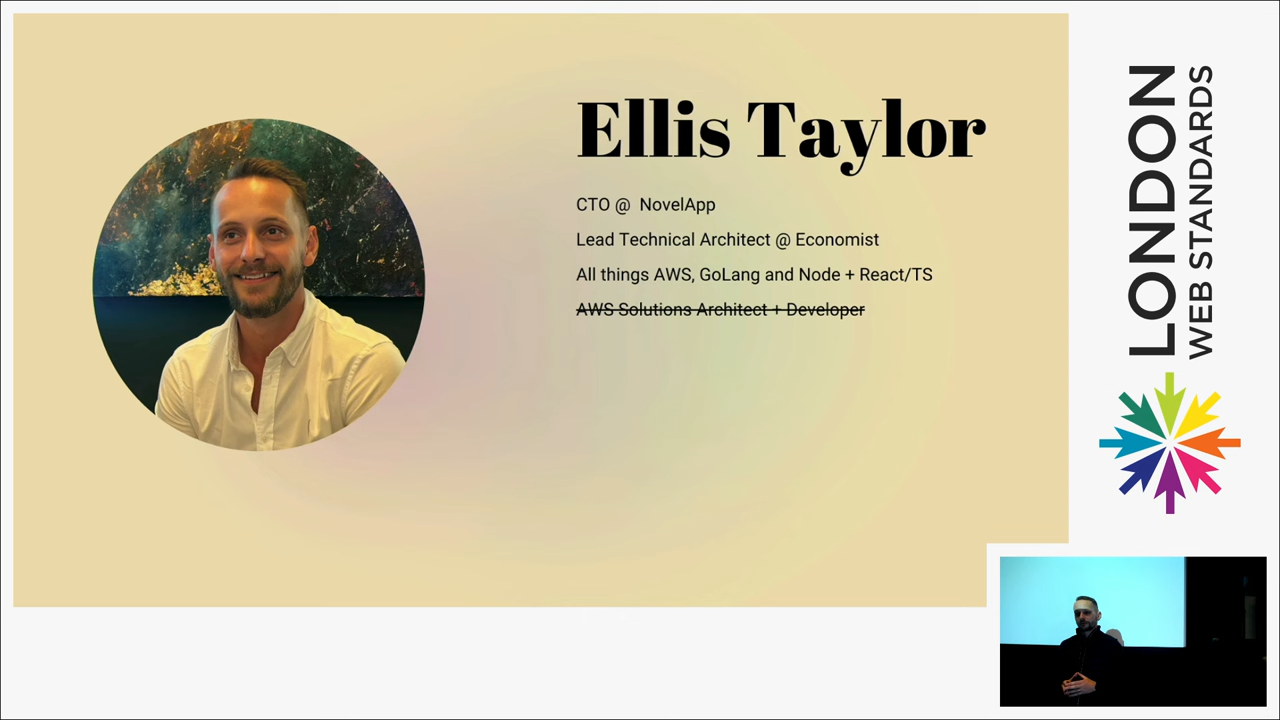 Ellis Taylor
CTO @ NovelApp
Lead Technical Architect @ Economist
All things AWS, GoLang and Node + React/TS
AWS Solutions Architect + Developer
LONDON
WEB STANDARDS